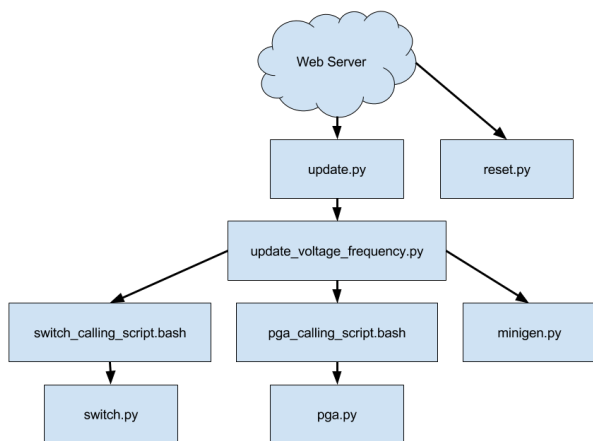 Web Server
update.py
reset.py
update_voltage_frequency.py
switch_calling_script.bash
pga_calling_script.bash
minigen.py
switch.py
pga.py